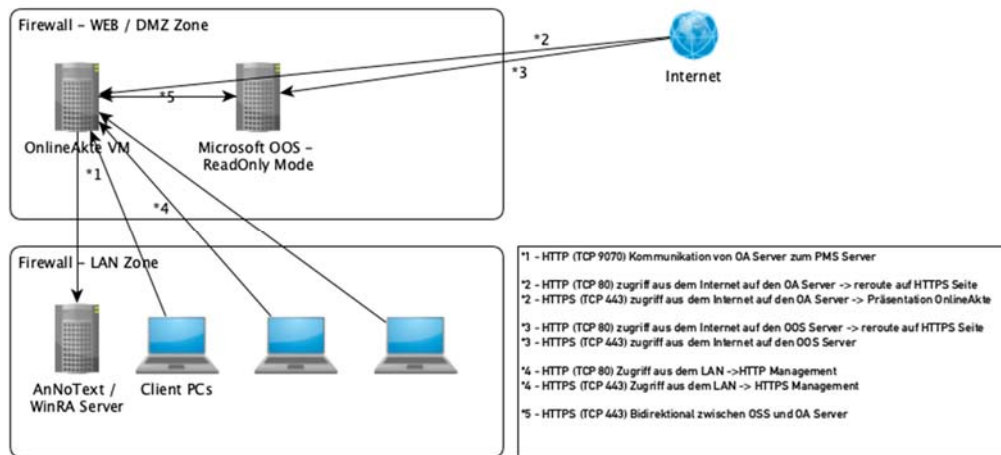 Firewall – WEB / DMZ Zone
*2
*3
Internet
*5
OnlineAkte VM
Microsoft OOS –
ReadOnly Mode
*1
*4
Firewall – LAN Zone
AnNoText /
WinRA Server
Client PCs
*1 - HTTP (TCP 9070) Kommunikation von OA Server zum PMS Server
*2 - HTTP (TCP 80) zugriff aus dem Internet auf den OA Server -> reroute auf HTTPS Seite
*2 - HTTPS (TCP 443) zugriff aus dem Internet auf den OA Server -> Präsentation OnlineAkte
*3 - HTTP (TCP 80) zugriff aus dem Internet auf den OOS Server -> reroute auf HTTPS Seite
*3 - HTTPS (TCP 443) zugriff aus dem Internet auf den OOS Server
*4 - HTTP (TCP 80) Zugriff aus dem LAN ->HTTP Management
*4 - HTTPS (TCP 443) Zugriff aus dem LAN -> HTTPS Management
*5 - HTTPS (TCP 443) Bidirektional zwischen OSS und OA Server